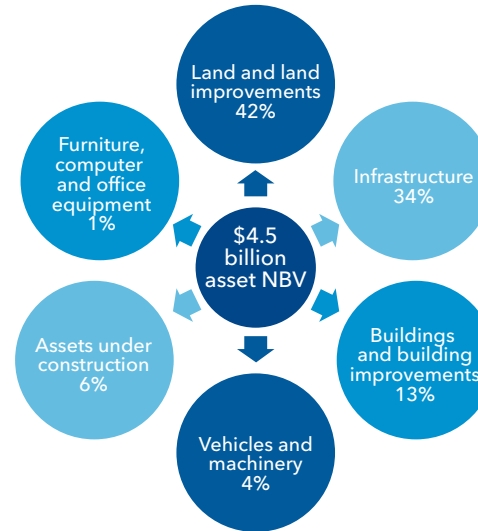 Land and land
improvements
42%
Furniture,
computer
and office
equipment
1%
Infrastructure
34%
$4.5
billion
asset NBV
Assets under
construction
6%
Buildings
and building
improvements
13%
Vehicles and
machinery
4%